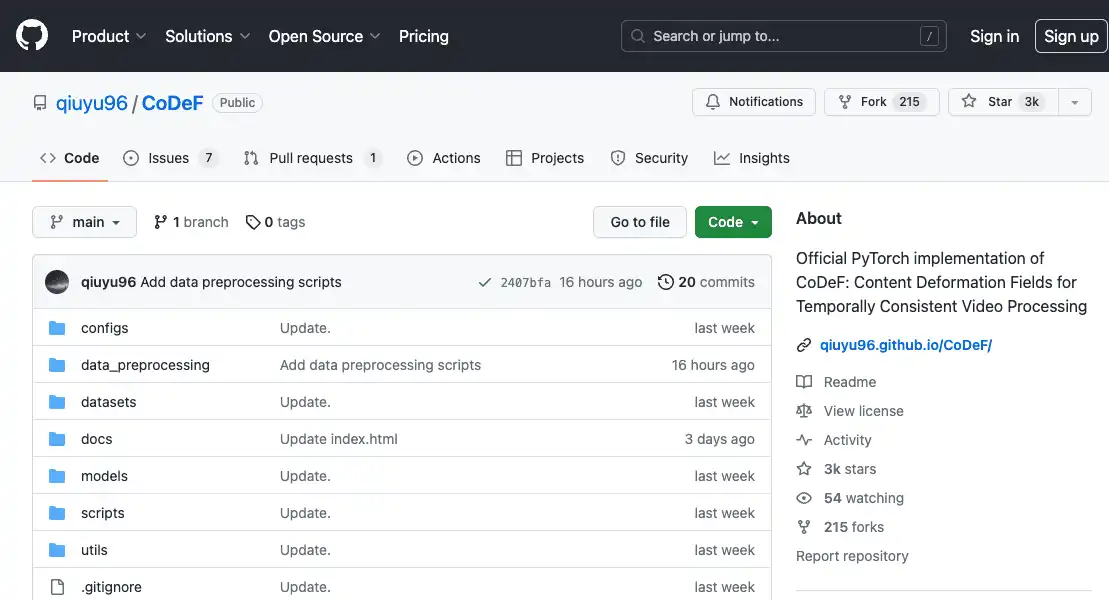 Product Solutions Open Source Pricing Search or jump to... / Sign in Sign up
qiuyu96 / CoDeF Public Notifications Fork 215 Star 3k
Code Issues 7 Pull requests 1 Actions Projects Security Insights
main 1 branch 0 tags Go to file Code
qiuyu96 Add data preprocessing scripts 2407bfa 16 hours ago 20 commits
configs Update. last week
data_preprocessing Add data preprocessing scripts 16 hours ago
datasets Update. last week
docs Update index.html 3 days ago
models Update. last week
scripts Update. last week
utils Update. last week
.gitignore Update. last week
About
Official PyTorch implementation of
CoDeF: Content Deformation Fields for
Temporally Consistent Video Processing
qiuyu96.github.io/CoDeF/
Readme
View license
Activity
3k stars
54 watching
215 forks
Report repository